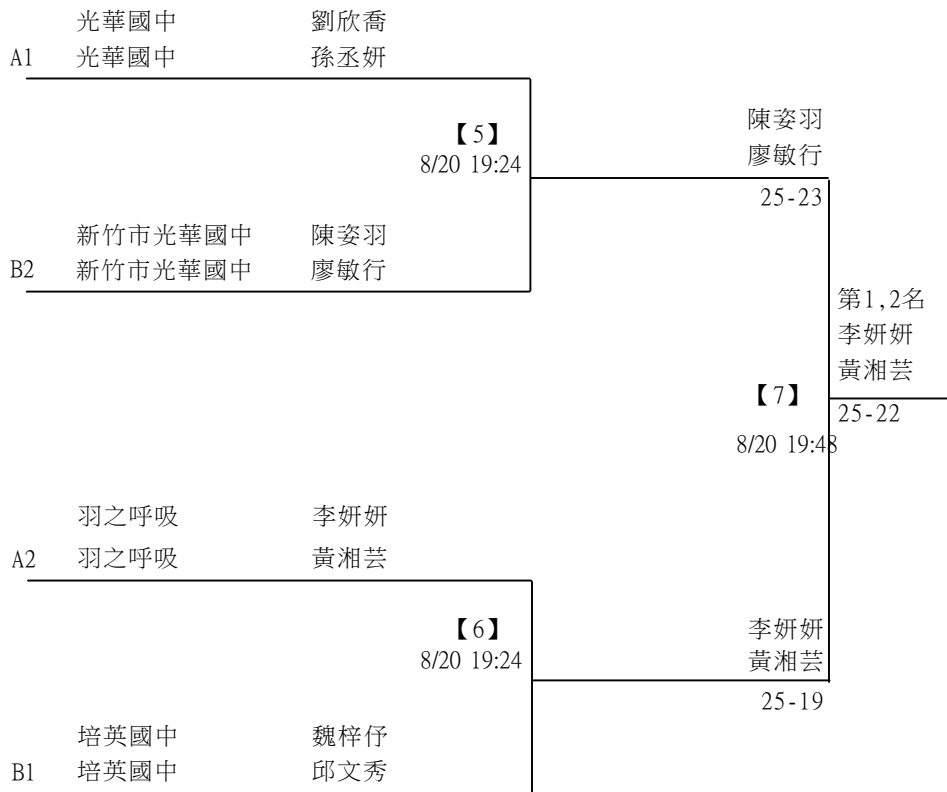 光華國中 劉欣喬
A1 光華國中 孫丞妍
【5】
8/20 19:24
陳姿羽
廖敏行
25-23
新竹市光華國中 陳姿羽
B2 新竹市光華國中 廖敏行
第1,2名
李妍妍
黃湘芸
【7】
25-22
8/20 19:48
羽之呼吸 李妍妍
A2 羽之呼吸 黃湘芸
【6】
8/20 19:24
李妍妍
黃湘芸
25-19
培英國中 魏梓伃
B1 培英國中 邱文秀